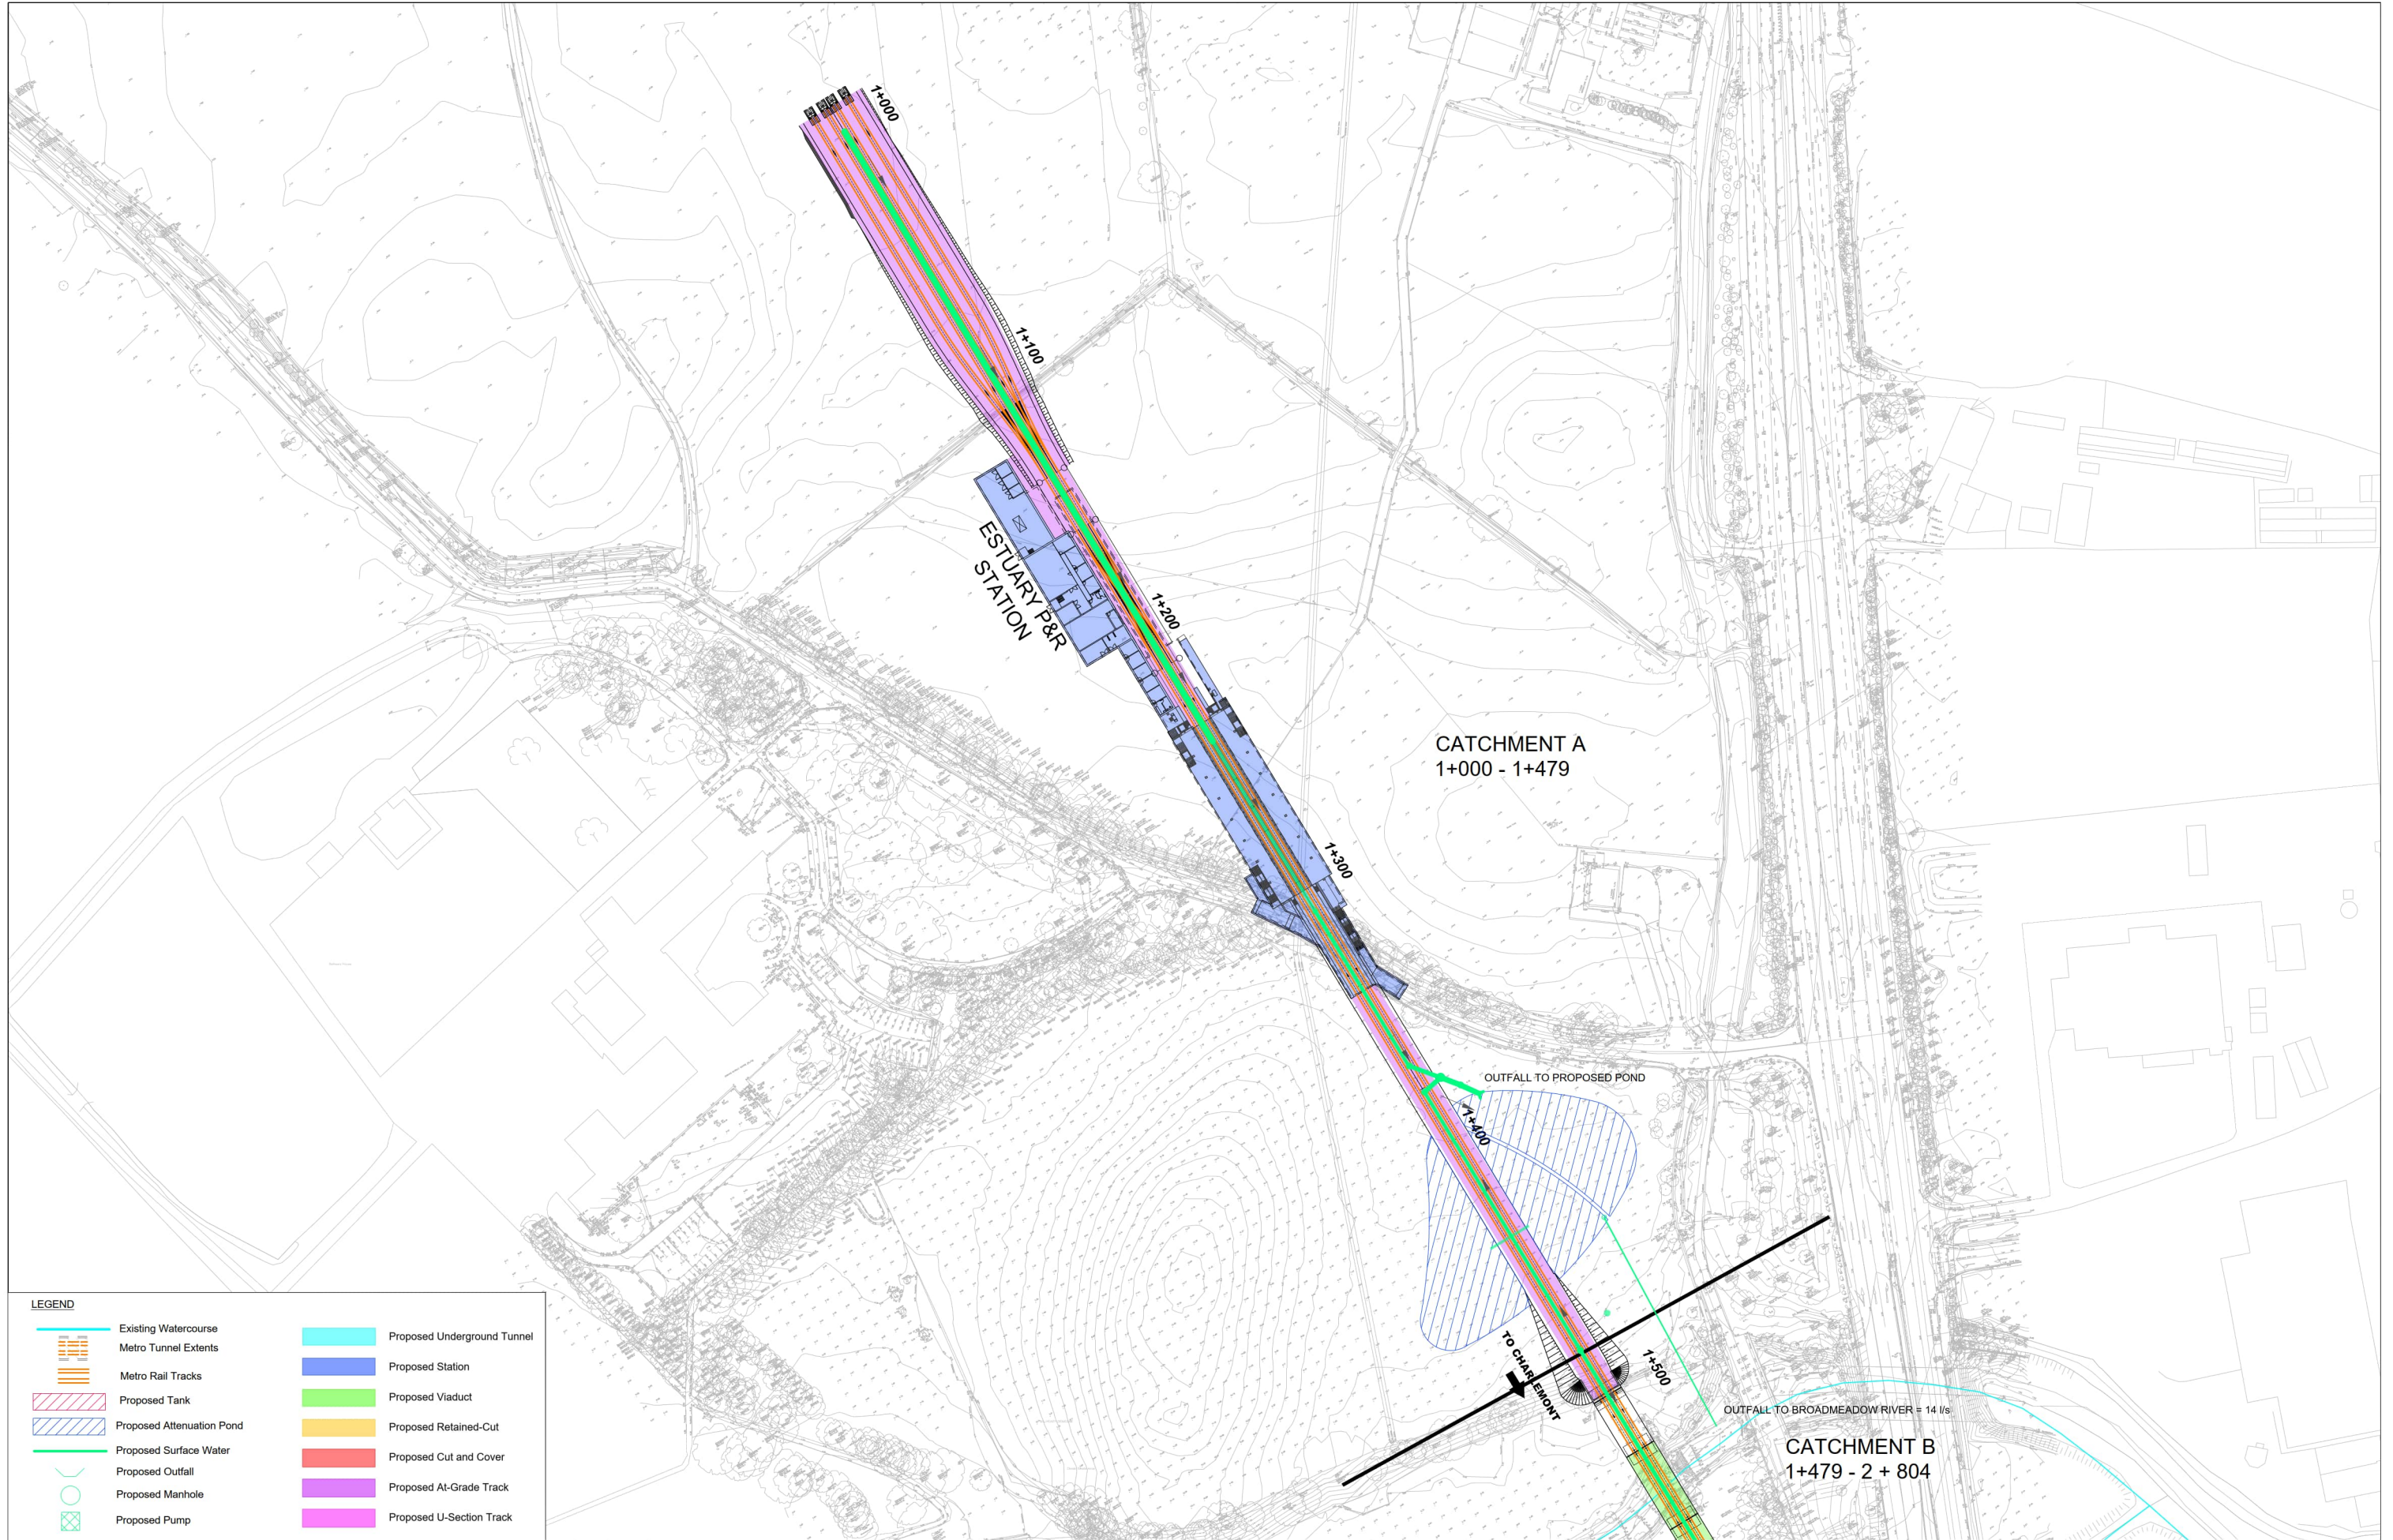 1+000
1+100
ESTUARY P&R
STATION
1+200
CATCHMENT A
1+000 - 1+479
1+300
OUTFALL TO PROPOSED POND
1+400
TO CHARLEMONT
1+500
OUTFALL TO BROADMEADOW RIVER = 14 l/s
CATCHMENT B
1+479 - 2 + 804
LEGEND
Existing Watercourse
Metro Tunnel Extents
Metro Rail Tracks
Proposed Tank
Proposed Attenuation Pond
Proposed Surface Water
Proposed Outfall
Proposed Manhole
Proposed Pump
Proposed Underground Tunnel
Proposed Station
Proposed Viaduct
Proposed Retained-Cut
Proposed Cut and Cover
Proposed At-Grade Track
Proposed U-Section Track